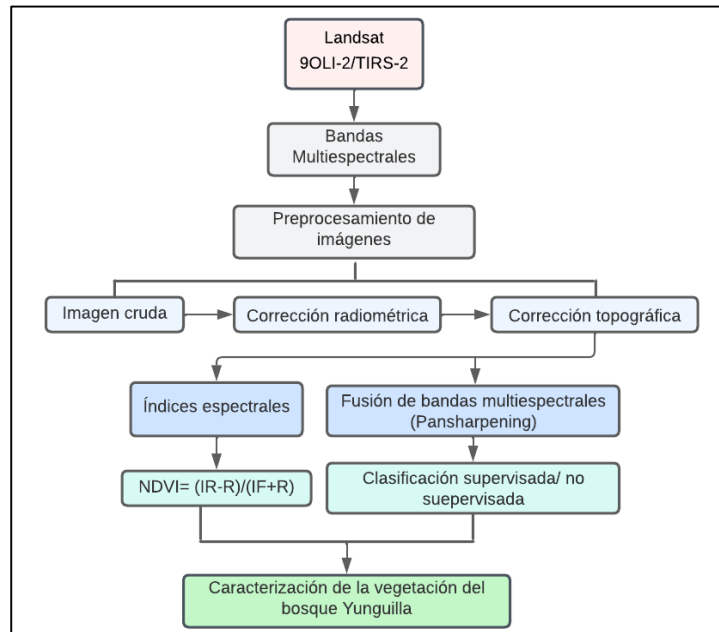 Landsat
9OLI-2/TIRS-2
Bandas
Multiespectrales
Preprocesamiento de
imágenes
Imagen cruda
Corrección radiométrica
Corrección topográfica
Índices espectrales
Fusión de bandas multiespectrales
(Pansharpening)
NDVI= (IR-R)/(IF+R)
Clasificación supervisada/ no
suepervisada
Caracterización de la vegetación del
bosque Yunguilla